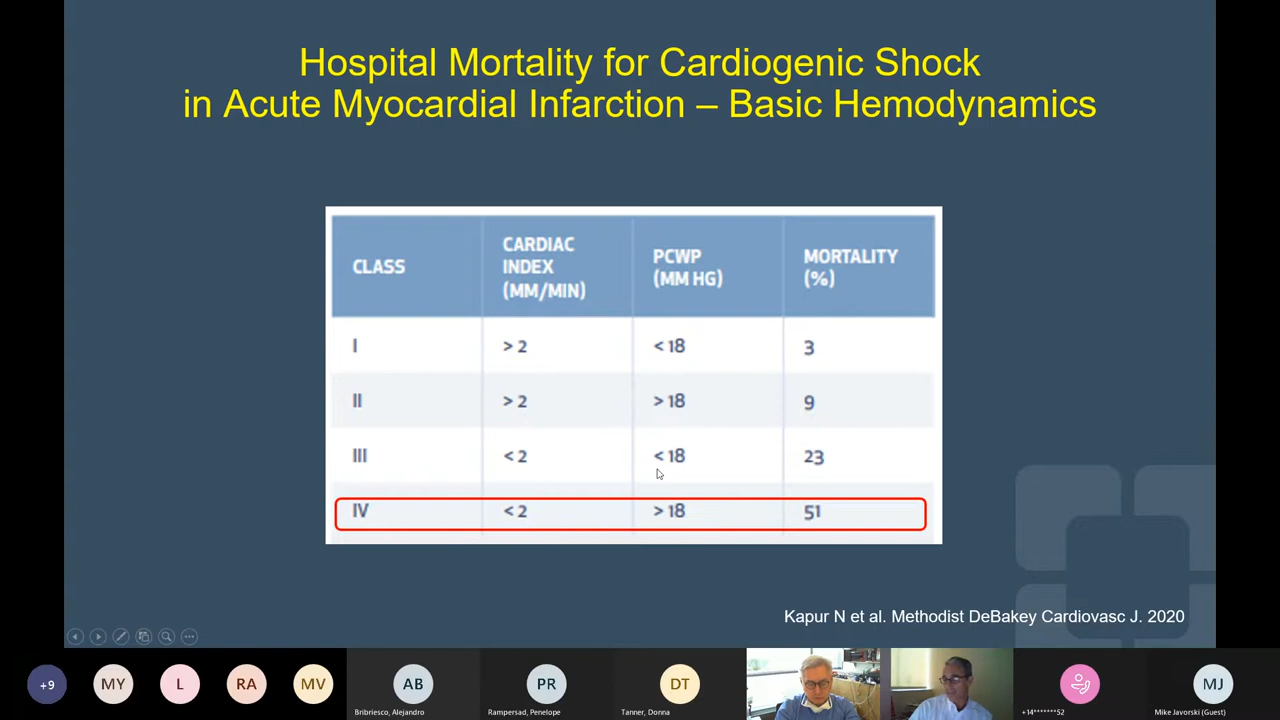 Hospital Mortality for Cardiogenic Shock
in Acute Myocardial Infarction – Basic Hemodynamics
CLASS
CARDIAC
INDEX
(MM/MIN)
PCWP
(MM HG)
MORTALITY
(%)
I > 2 < 18 3
II > 2 > 18 9
III < 2 < 18 23
IV < 2 > 18 51
Kapur N et al. Methodist DeBakey Cardiovasc J. 2020
+9 MY L RA MV AB PR DT MJ
Bribriesco, Alejandro Rampersad, Penelope Tanner, Donna +14*******52 Mike Javorski (Guest)